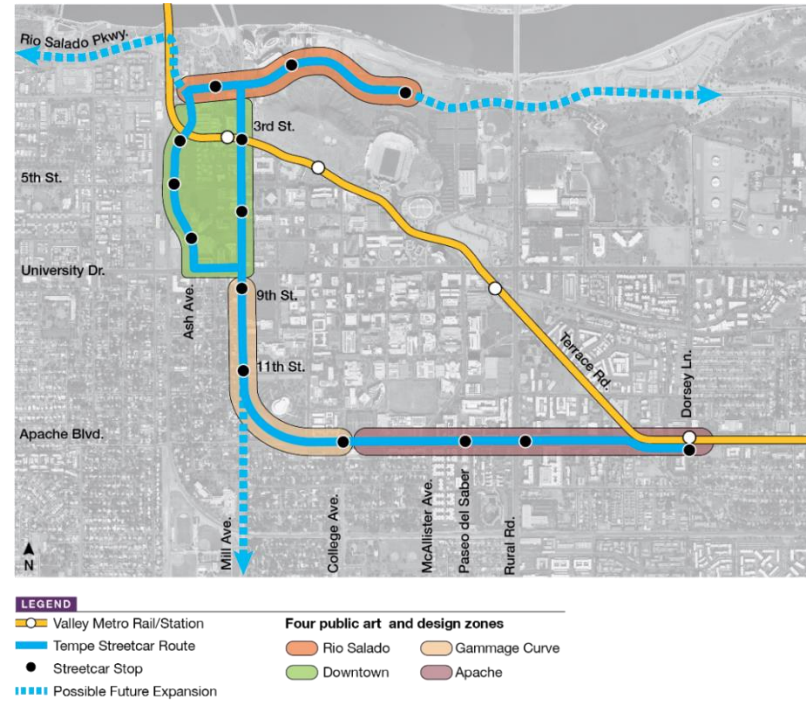 Rio Salado Pkwy.
3rd St.
5th St.
University Dr.
Ash Ave.
9th St.
11th St.
Terrace Rd.
Dorsey Ln.
Apache Blvd.
Mill Ave.
College Ave.
McAllister Ave.
Paseo del Saber
Rural Rd.
N
LEGEND
Valley Metro Rail/Station
Tempe Streetcar Route
Streetcar Stop
Possible Future Expansion
Four public art and design zones
Rio Salado
Gammage Curve
Downtown
Apache